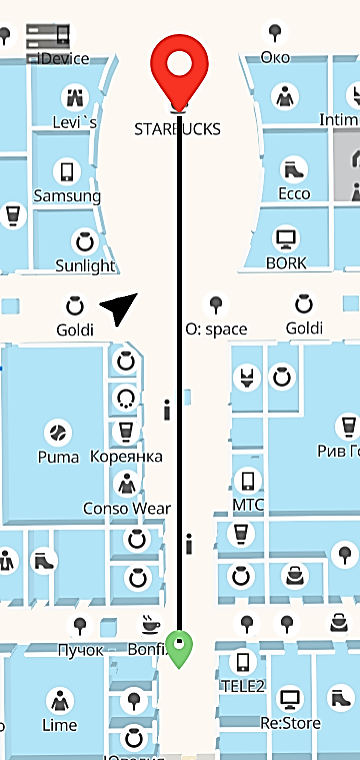 iDevice
Око
Levi`s
STARBUCKS
Intim
Samsung
Ecco
Sunlight
BORK
Goldi
O: space
Goldi
Puma
Кореянка
Рив Го
Conso Wear
МТС
Пучок
Bonfi
TELE2
Lime
Re:Store